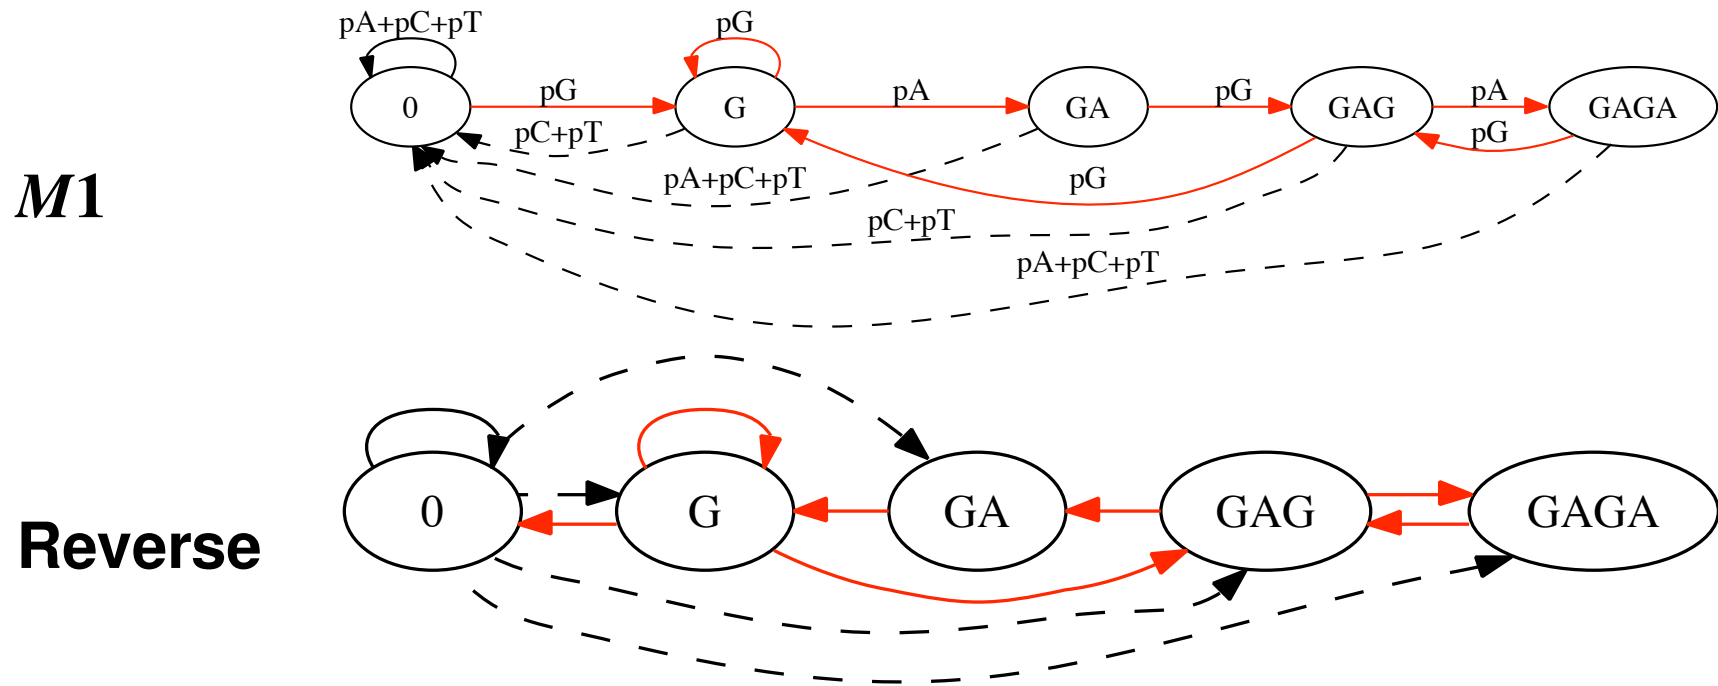 pA+pC+pT
pG
0
pG
G
pA
GA
pG
GAG
pA
GAGA
pC+pT
pG
pA+pC+pT
pG
pC+pT
pA+pC+pT
M1
0
G
GA
GAG
GAGA
Reverse